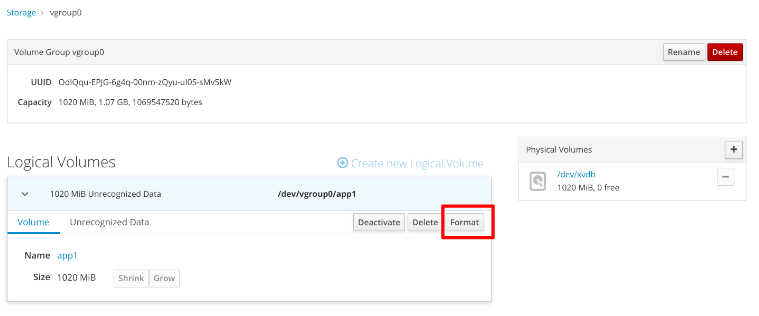 Storage > vgroup0
Volume Group vgroup0 Rename Delete
UUID OdIQqu-EPJG-6g4q-00nm-zQyu-ul0S-sMv5kW
Capacity 1020 MiB, 1.07 GB, 1069547520 bytes
Logical Volumes
Create new Logical Volume
1020 MiB Unrecognized Data /dev/vgroup0/app1
Volume Unrecognized Data Deactivate Delete Format
Name app1
Size 1020 MiB Shrink Grow
Physical Volumes
/dev/xvdb
1020 MiB, 0 free